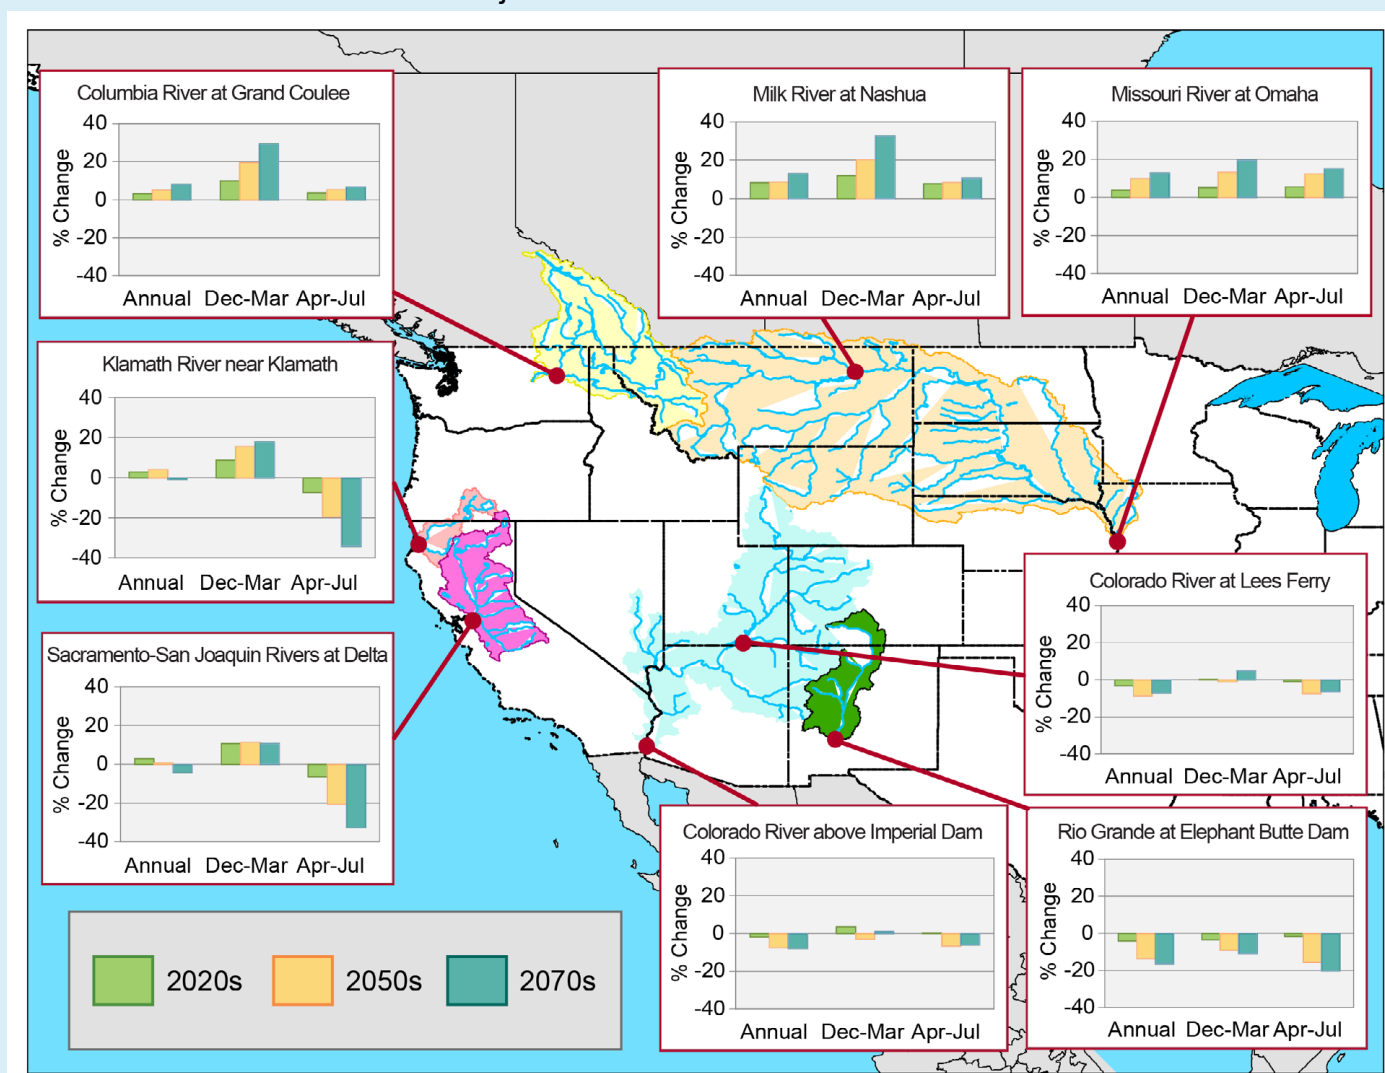 Columbia River at Grand Coulee
40
20
0
-20
-40
% Change
Annual Dec-Mar Apr-Jul
Milk River at Nashua
40
20
0
-20
-40
% Change
Annual Dec-Mar Apr-Jul
Missouri River at Omaha
40
20
0
-20
-40
% Change
Annual Dec-Mar Apr-Jul
Klamath River near Klamath
40
20
0
-20
-40
% Change
Annual Dec-Mar Apr-Jul
Colorado River at Lees Ferry
40
20
0
-20
-40
% Change
Annual Dec-Mar Apr-Jul
Sacramento-San Joaquin Rivers at Delta
40
20
0
-20
-40
% Change
Annual Dec-Mar Apr-Jul
Colorado River above Imperial Dam
40
20
0
-20
-40
% Change
Annual Dec-Mar Apr-Jul
Rio Grande at Elephant Butte Dam
40
20
0
-20
-40
% Change
Annual Dec-Mar Apr-Jul
2020s 2050s 2070s